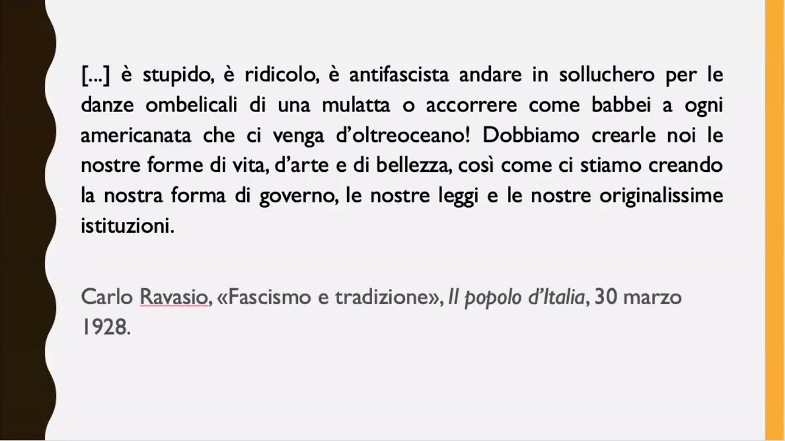 [...] è stupido, è ridicolo, è antifascista andare in solluchero per le
danze ombelicali di una mulatta o accorrere come babbei a ogni
americanata che ci venga d’oltreoceano! Dobbiamo crearle noi le
nostre forme di vita, d’arte e di bellezza, così come ci stiamo creando
la nostra forma di governo, le nostre leggi e le nostre originalissime
istituzioni.
Carlo Ravasio, «Fascismo e tradizione», Il popolo d’Italia, 30 marzo
1928.